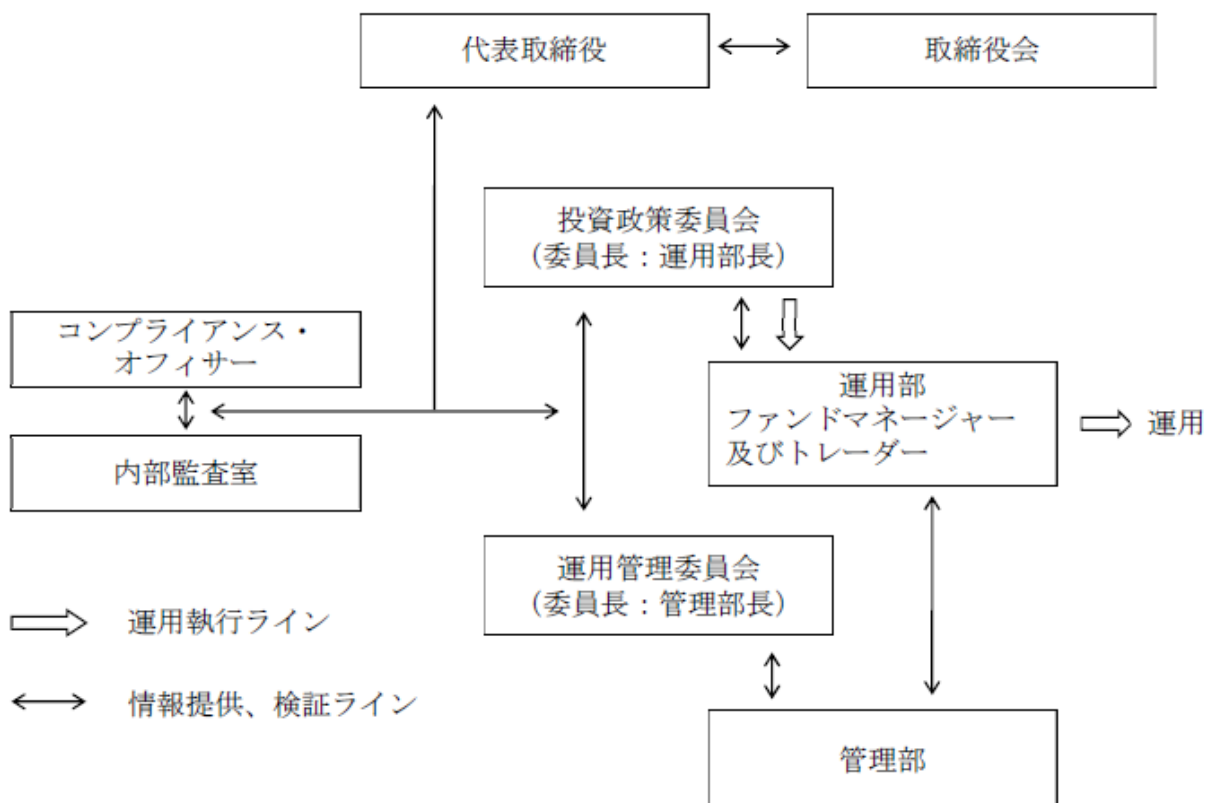 代表取締役
取締役会
投資政策委員会
(委員長:運用部長)
コンプライアンス・
オフィサー
運用部
ファンドマネージャー
及びトレーダー
運用
内部監査室
運用管理委員会
(委員長:管理部長)
運用執行ライン
情報提供、検証ライン
管理部